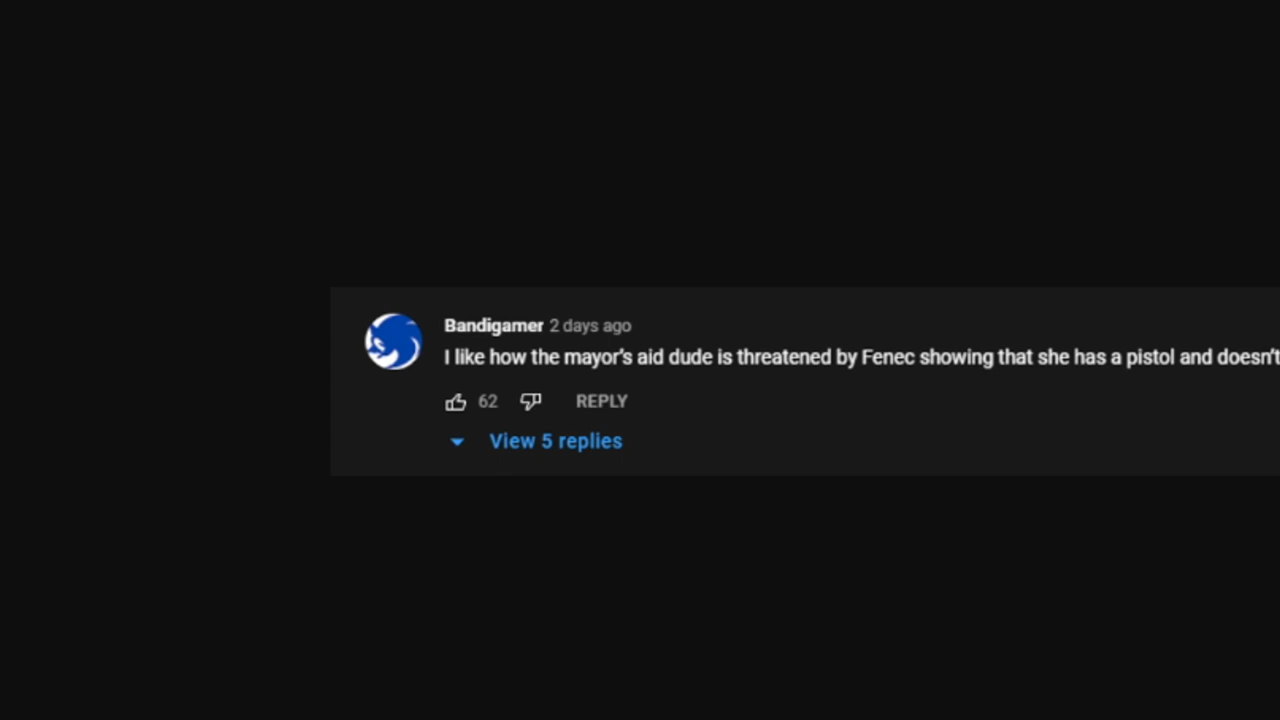 Bandigamer 2 days ago
I like how the mayor's aid dude is threatened by Fenec showing that she has a pistol and doesn't
62 REPLY
View 5 replies